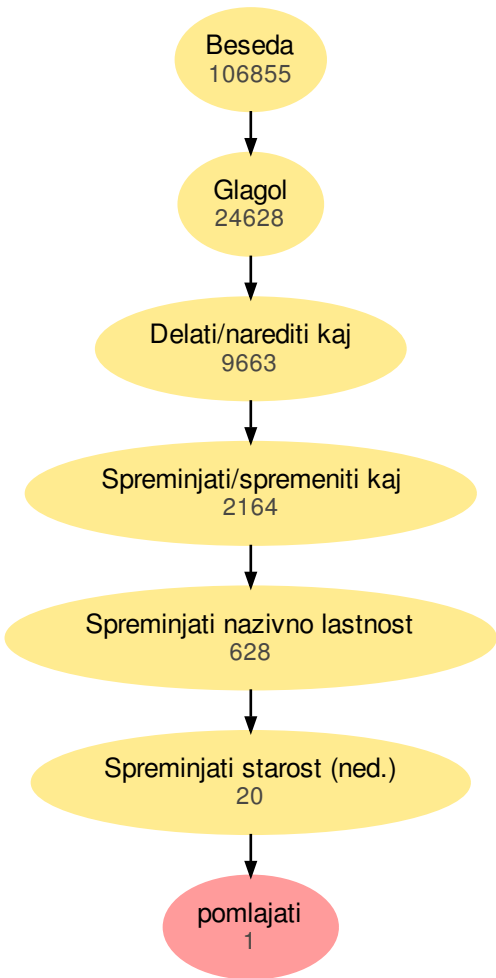 Beseda
106855
Glagol
24628
Delati/narediti kaj
9663
Spreminjati/spremeniti kaj
2164
Spreminjati nazivno lastnost
628
Spreminjati starost (ned.)
20
pomlajati
1